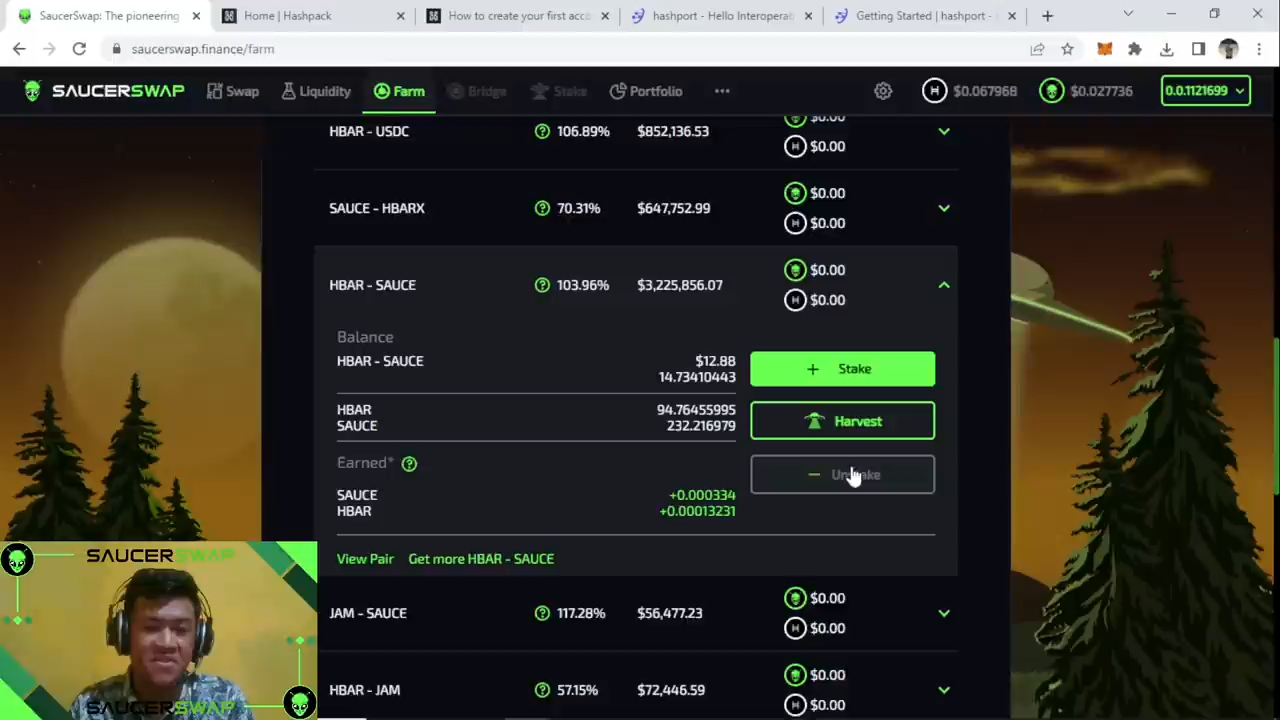 SaucerSwap: The pioneering
Home | Hashpack
How to create your first acco
hashport - Hello Interoperab
Getting Started | hashport -
saucerswap.finance/farm
SAUCERSWAP
Swap
Liquidity
Farm
Bridge
Stake
Portfolio
$0.067968
$0.027736
0.0.1121699
HBAR - USDC 106.89% $852,136.53 $0.00
$0.00
SAUCE - HBARX 70.31% $647,752.99 $0.00
$0.00
HBAR - SAUCE 103.96% $3,225,856.07 $0.00
$0.00
Balance
HBAR - SAUCE $12.88
14.73410443
HBAR 94.76455995
SAUCE 232.216979
Earned*
SAUCE +0.000334
HBAR +0.00013231
+ Stake
Harvest
− Unstake
View Pair Get more HBAR - SAUCE
JAM - SAUCE 117.28% $56,477.23 $0.00
$0.00
HBAR - JAM 57.15% $72,446.59 $0.00
$0.00
SAUCERSWAP
SAUCERSWAP